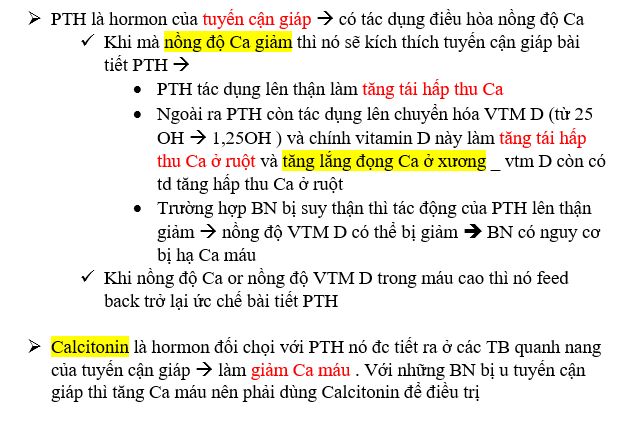 ➢ PTH là hormon của tuyến cận giáp → có tác dụng điều hòa nồng độ Ca
✓ Khi mà nồng độ Ca giảm thì nó sẽ kích thích tuyến cận giáp bài
tiết PTH →
• PTH tác dụng lên thận làm tăng tái hấp thu Ca
• Ngoài ra PTH còn tác dụng lên chuyển hóa VTM D (từ 25
OH → 1,25OH ) và chính vitamin D này làm tăng tái hấp
thu Ca ở ruột và tăng lắng đọng Ca ở xương _ vtm D còn có
td tăng hấp thu Ca ở ruột
• Trường hợp BN bị suy thận thì tác động của PTH lên thận
giảm → nồng độ VTM D có thể bị giảm → BN có nguy cơ
bị hạ Ca máu
✓ Khi nồng độ Ca or nồng độ VTM D trong máu cao thì nó feed
back trở lại ức chế bài tiết PTH
➢ Calcitonin là hormon đối chọi với PTH nó đc tiết ra ở các TB quanh nang
của tuyến cận giáp → làm giảm Ca máu . Với những BN bị u tuyến cận
giáp thì tăng Ca máu nên phải dùng Calcitonin để điều trị